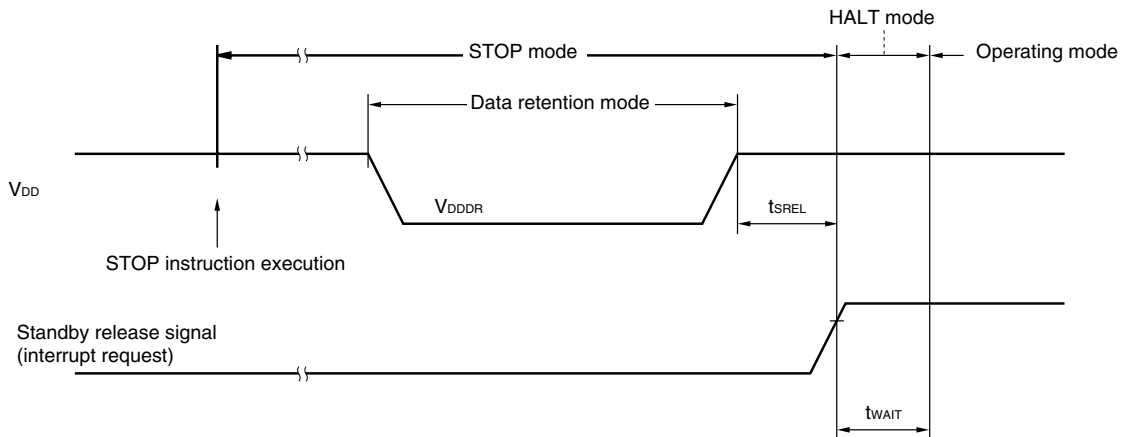 HALT mode
STOP mode
Operating mode
Data retention mode
VDD
VDDDR
tSREL
STOP instruction execution
Standby release signal
(interrupt request)
tWAIT